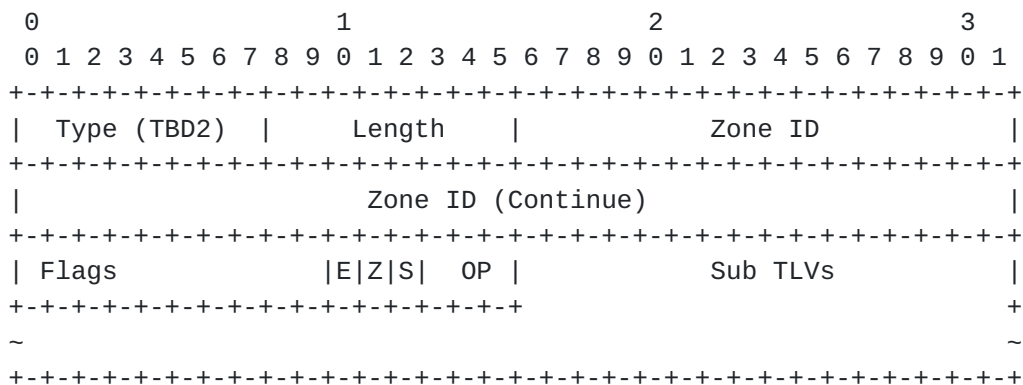 0                   1                   2                   3
 0 1 2 3 4 5 6 7 8 9 0 1 2 3 4 5 6 7 8 9 0 1 2 3 4 5 6 7 8 9 0 1
+-+-+-+-+-+-+-+-+-+-+-+-+-+-+-+-+-+-+-+-+-+-+-+-+-+-+-+-+-+-+-+-+
|  Type (TBD2)  |     Length    |            Zone ID            |
+-+-+-+-+-+-+-+-+-+-+-+-+-+-+-+-+-+-+-+-+-+-+-+-+-+-+-+-+-+-+-+-+
|                      Zone ID (Continue)                       |
+-+-+-+-+-+-+-+-+-+-+-+-+-+-+-+-+-+-+-+-+-+-+-+-+-+-+-+-+-+-+-+-+
| Flags             |E|Z|S|  OP |            Sub TLVs           |
+-+-+-+-+-+-+-+-+-+-+-+-+-+-+-+-+                               +
~                                                               ~
+-+-+-+-+-+-+-+-+-+-+-+-+-+-+-+-+-+-+-+-+-+-+-+-+-+-+-+-+-+-+-+-+